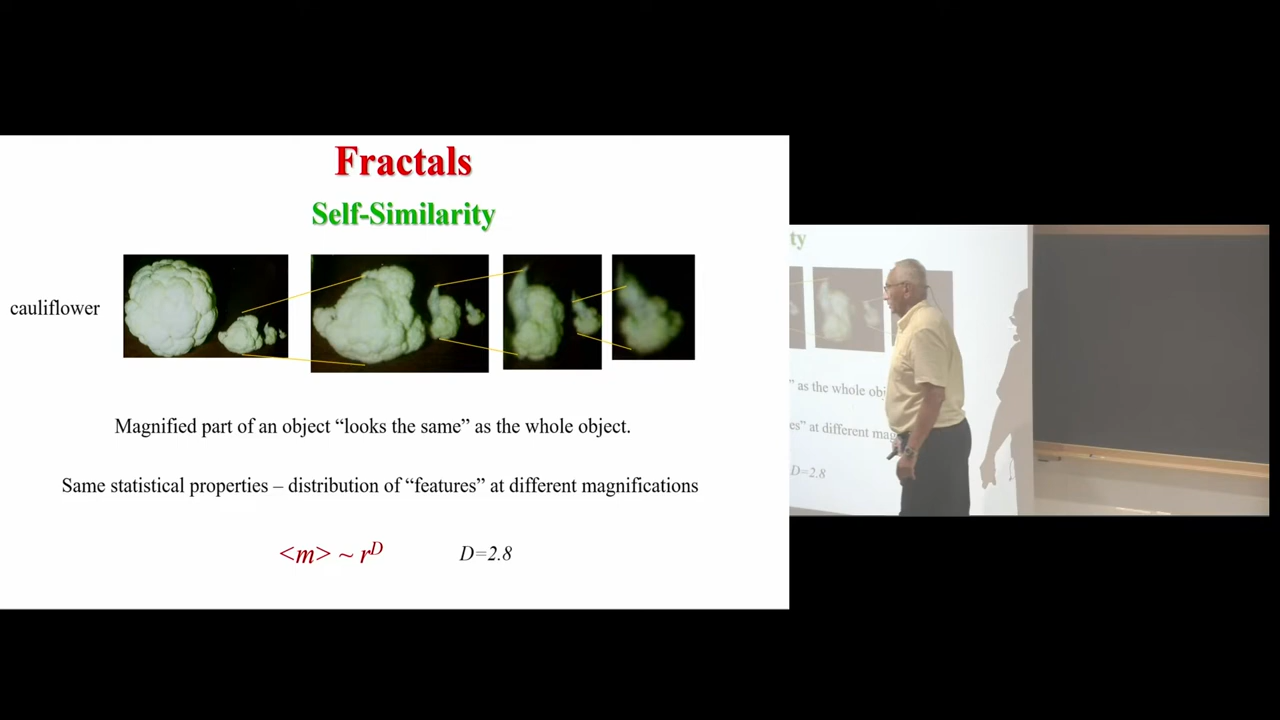 Fractals
Self-Similarity
cauliflower
Magnified part of an object “looks the same” as the whole object.
Same statistical properties – distribution of “features” at different magnifications
<m> ~ r^D D=2.8
ty
” as the whole obj
es” at different mag
D=2.8